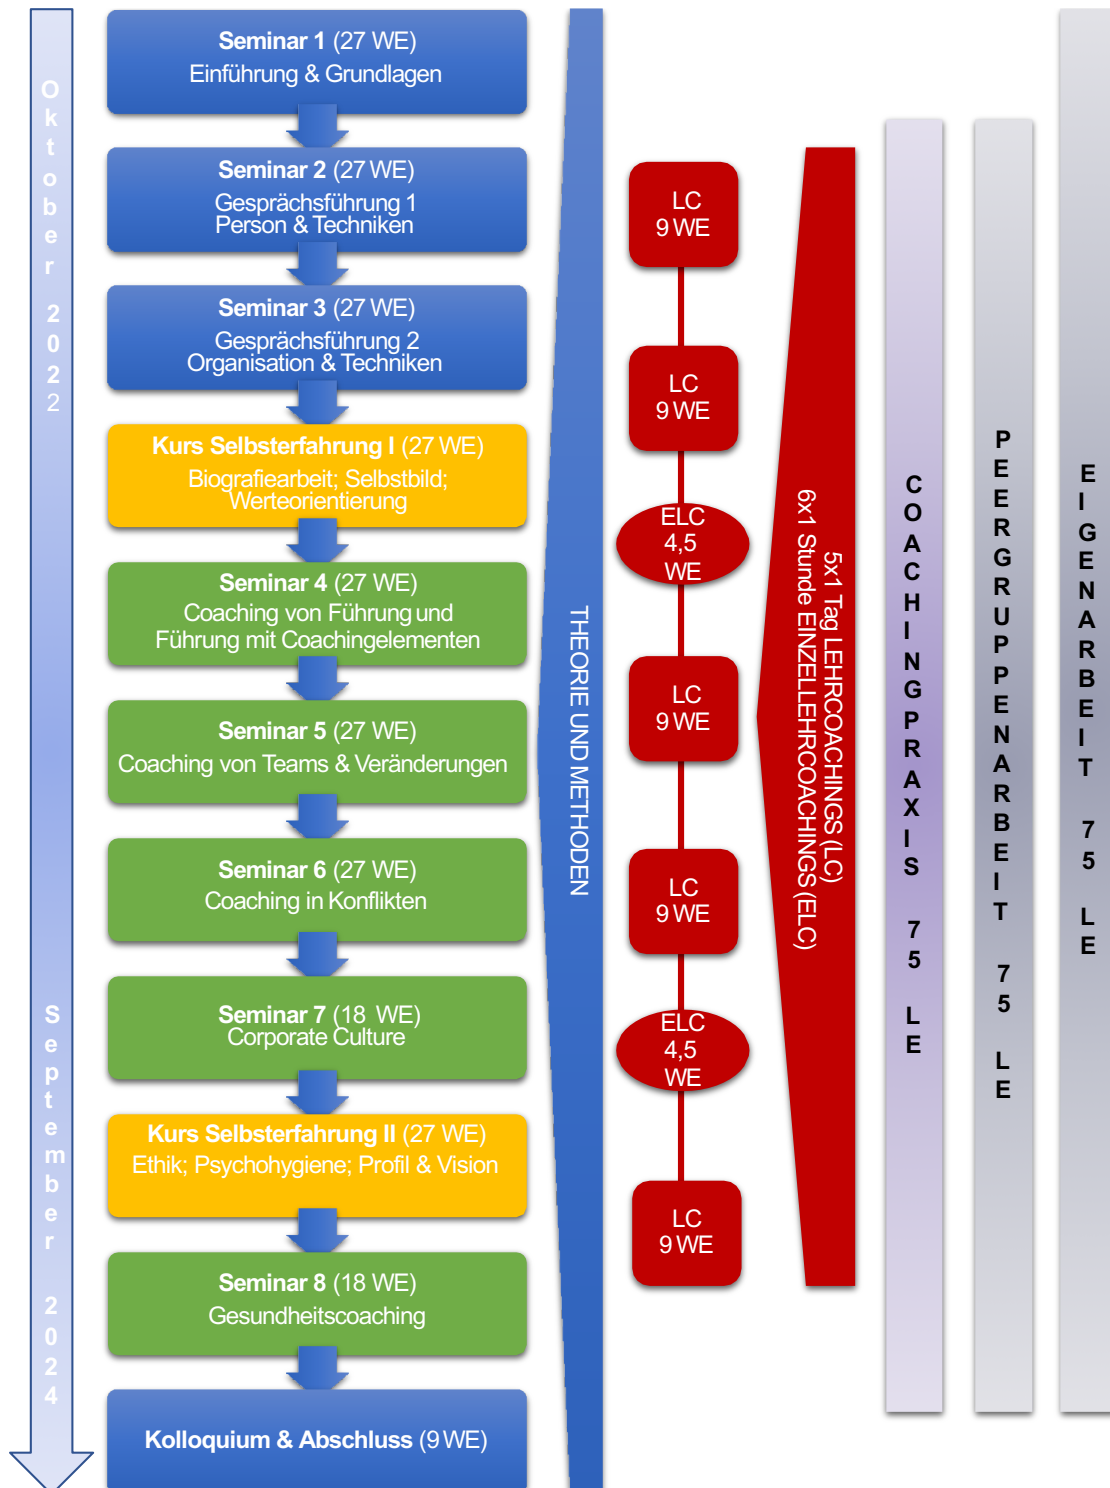 Oktober 2022
September 2024
Seminar 1 (27 WE)
Einführung & Grundlagen
Seminar 2 (27 WE)
Gesprächsführung 1
Person & Techniken
Seminar 3 (27 WE)
Gesprächsführung 2
Organisation & Techniken
Kurs Selbsterfahrung I (27 WE)
Biografiearbeit; Selbstbild;
Werteorientierung
Seminar 4 (27 WE)
Coaching von Führung und
Führung mit Coachingelementen
Seminar 5 (27 WE)
Coaching von Teams & Veränderungen
Seminar 6 (27 WE)
Coaching in Konflikten
Seminar 7 (18 WE)
Corporate Culture
Kurs Selbsterfahrung II (27 WE)
Ethik; Psychohygiene; Profil & Vision
Seminar 8 (18 WE)
Gesundheitscoaching
Kolloquium & Abschluss (9 WE)
THEORIE UND METHODEN
LC
9 WE
LC
9 WE
ELC
4,5
WE
LC
9 WE
LC
9 WE
ELC
4,5
WE
LC
9 WE
5x1 Tag LEHRCOACHINGS (LC)
6x1 Stunde EINZELLEHRCOACHINGS (ELC)
COACHINGPRAXIS 75 LE
PEERGRUPPENARBEIT 75 LE
EIGENARBEIT 75 LE